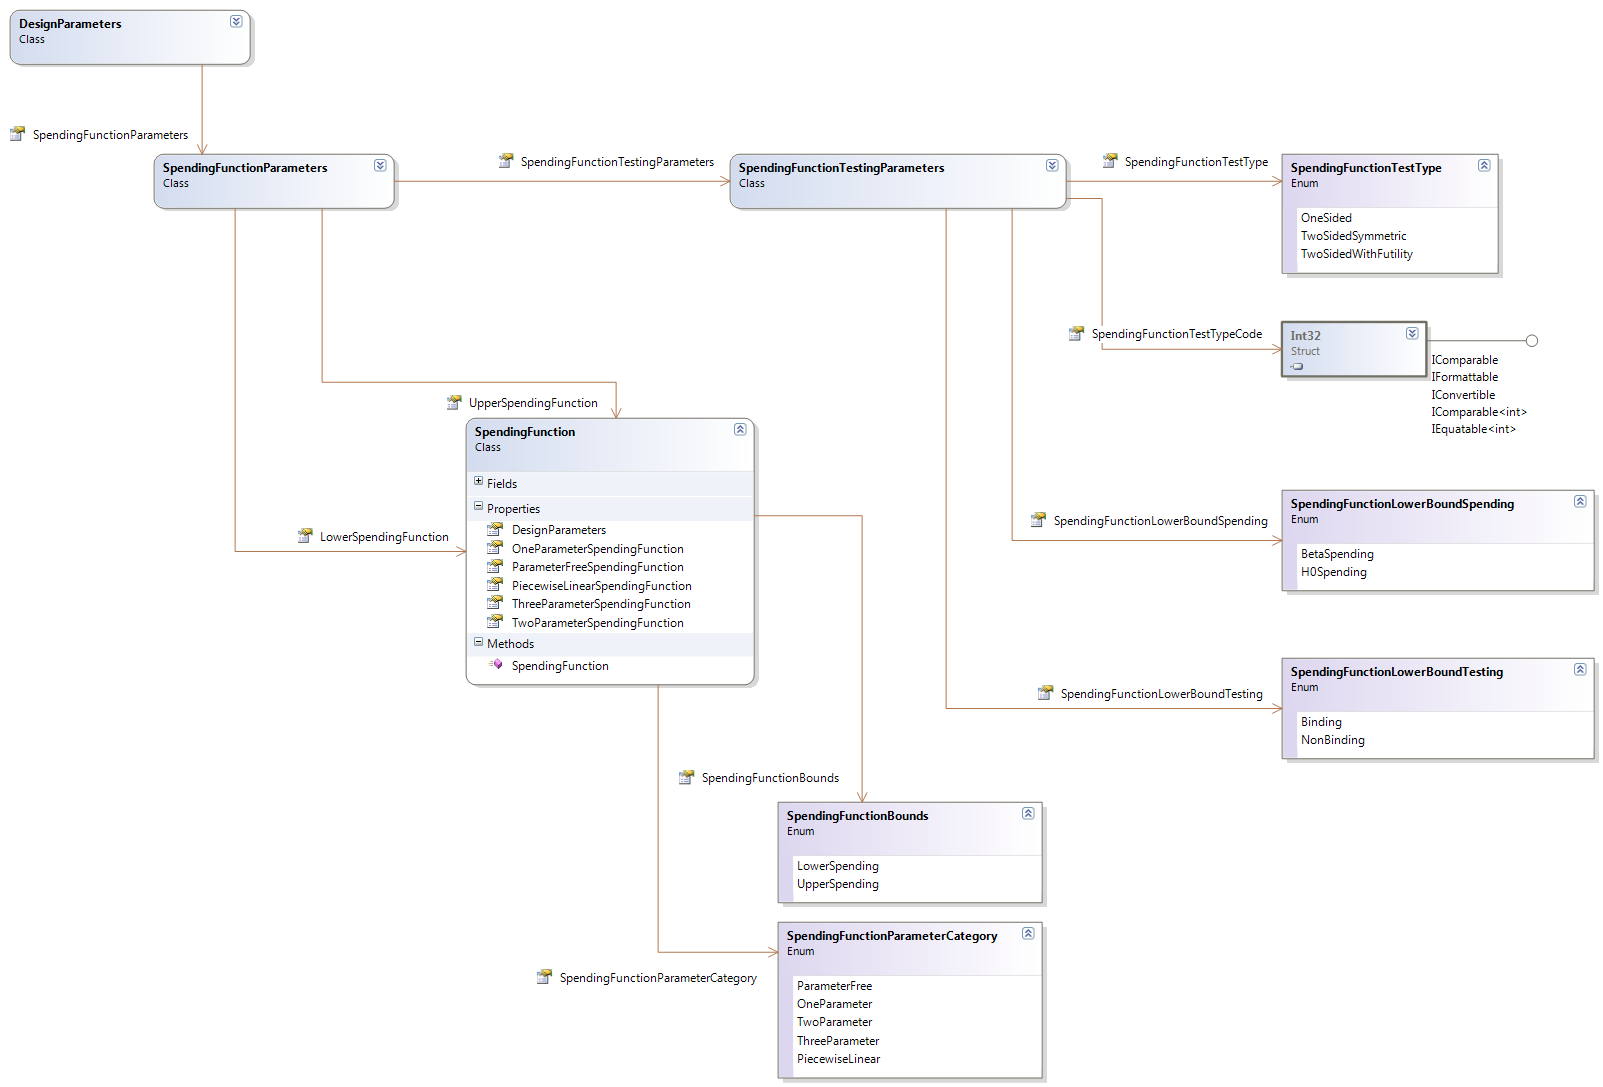 DesignParameters
Class
SpendingFunctionParameters
SpendingFunctionParameters
Class
SpendingFunctionTestingParameters
SpendingFunctionTestingParameters
Class
SpendingFunctionTestType
SpendingFunctionTestType
Enum
OneSided
TwoSidedSymmetric
TwoSidedWithFutility
SpendingFunctionTestTypeCode
Int32
Struct
IComparable
IFormattable
IConvertible
IComparable<int>
IEquatable<int>
UpperSpendingFunction
SpendingFunction
Class
Fields
Properties
DesignParameters
OneParameterSpendingFunction
ParameterFreeSpendingFunction
PiecewiseLinearSpendingFunction
ThreeParameterSpendingFunction
TwoParameterSpendingFunction
Methods
SpendingFunction
LowerSpendingFunction
SpendingFunctionLowerBoundSpending
SpendingFunctionLowerBoundSpending
Enum
BetaSpending
H0Spending
SpendingFunctionLowerBoundTesting
SpendingFunctionLowerBoundTesting
Enum
Binding
NonBinding
SpendingFunctionBounds
SpendingFunctionBounds
Enum
LowerSpending
UpperSpending
SpendingFunctionParameterCategory
SpendingFunctionParameterCategory
Enum
ParameterFree
OneParameter
TwoParameter
ThreeParameter
PiecewiseLinear